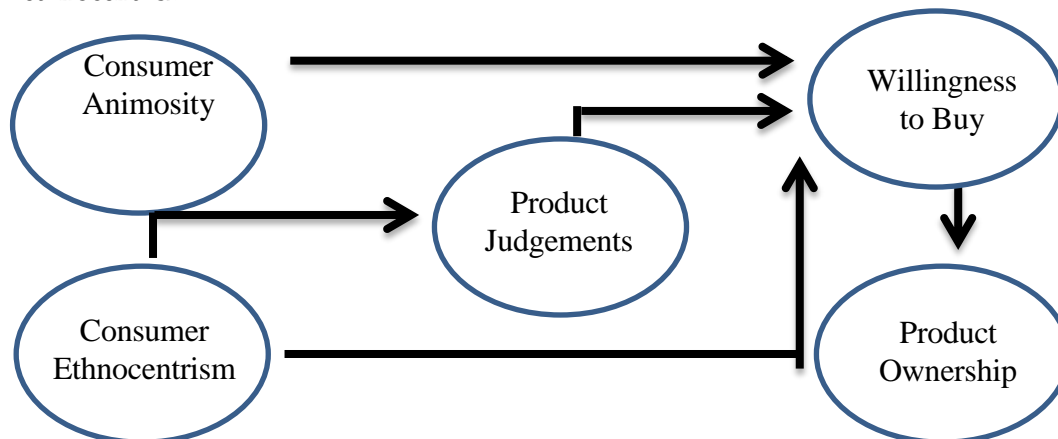 Consumer
Animosity
Willingness
to Buy
Product
Judgements
Consumer
Ethnocentrism
Product
Ownership